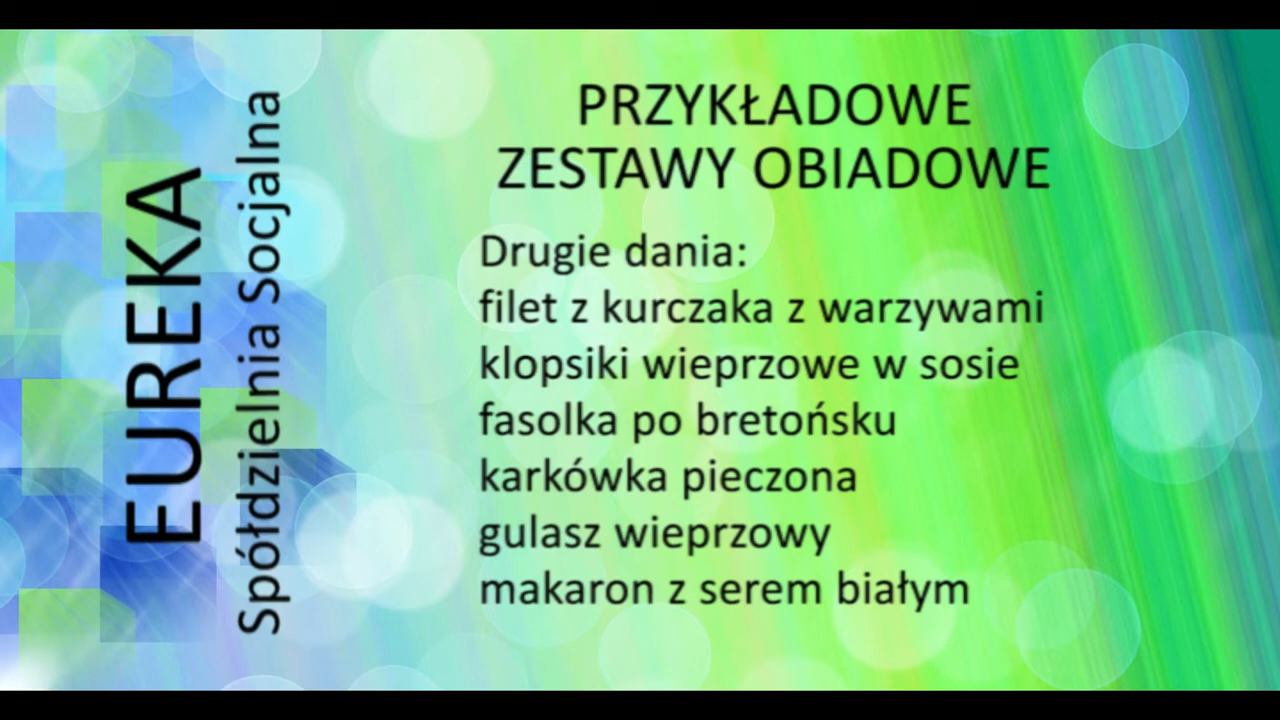 EUREKA
Spółdzielnia Socjalna
PRZYKŁADOWE
ZESTAWY OBIADOWE
Drugie dania:
filet z kurczaka z warzywami
klopsiki wieprzowe w sosie
fasolka po bretońsku
karkówka pieczona
gulasz wieprzowy
makaron z serem białym